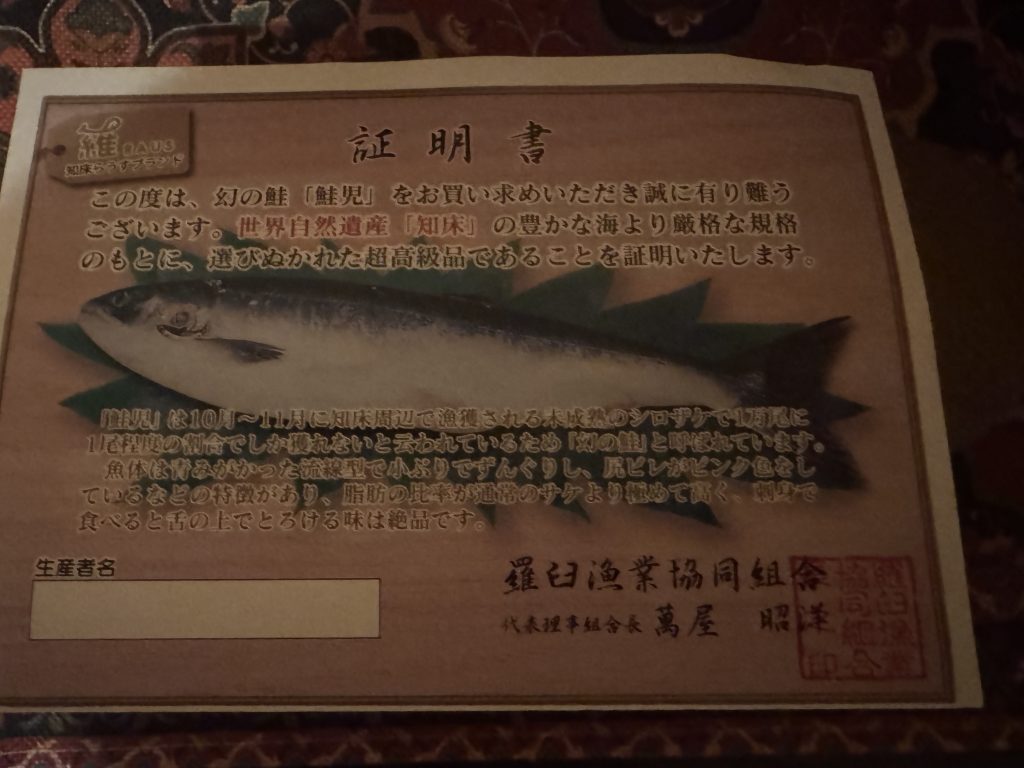 証明書
羅 RAUS
知床らうすブランド
この度は、幻の鮭「鮭児」をお買い求めいただき誠に有り難う
ございます。世界自然遺産「知床」の豊かな海より厳格な規格
のもとに、選びぬかれた超高級品であることを証明いたします。
「鮭児」は10月〜11月に知床周辺で漁獲される未成熟のシロザケで1万尾に
1尾程度の割合でしか獲れないと云われているため『幻の鮭』と呼ばれています。
魚体は青みがかった流線型で小ぶりでずんぐりし、尻ビレがピンク色をし
ているなどの特徴があり、脂肪の比率が通常のサケより極めて高く、刺身で
食べると舌の上でとろける味は絶品です。
生産者名
羅臼漁業協同組合
代表理事組合長 萬屋 昭洋
羅臼漁業協同組合印